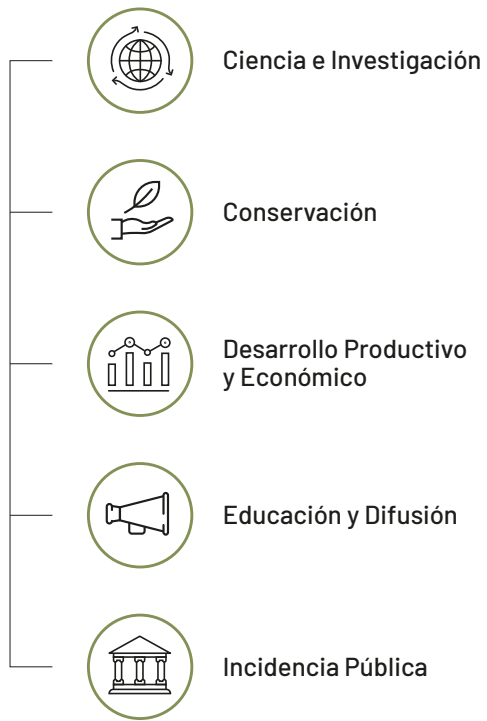 Ciencia e Investigación
Conservación
Desarrollo Productivo
y Económico
Educación y Difusión
Incidencia Pública